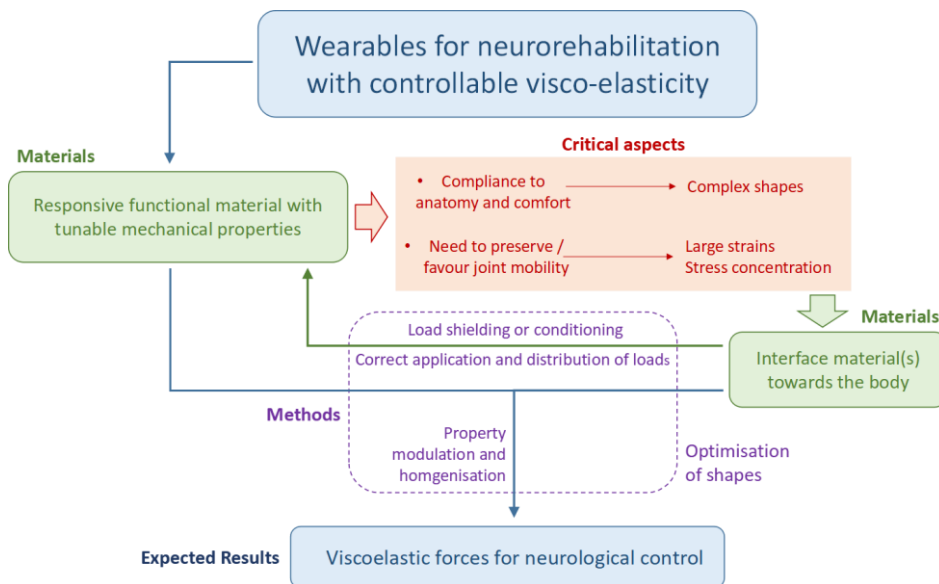 Wearables for neurorehabilitation
with controllable visco-elasticity
Materials
Responsive functional material with
tunable mechanical properties
Critical aspects
• Compliance to
anatomy and comfort
Complex shapes
• Need to preserve /
favour joint mobility
Large strains
Stress concentration
Materials
Interface material(s)
towards the body
Load shielding or conditioning
Correct application and distribution of loads
Methods
Property
modulation and
homgenisation
Optimisation
of shapes
Expected Results
Viscoelastic forces for neurological control